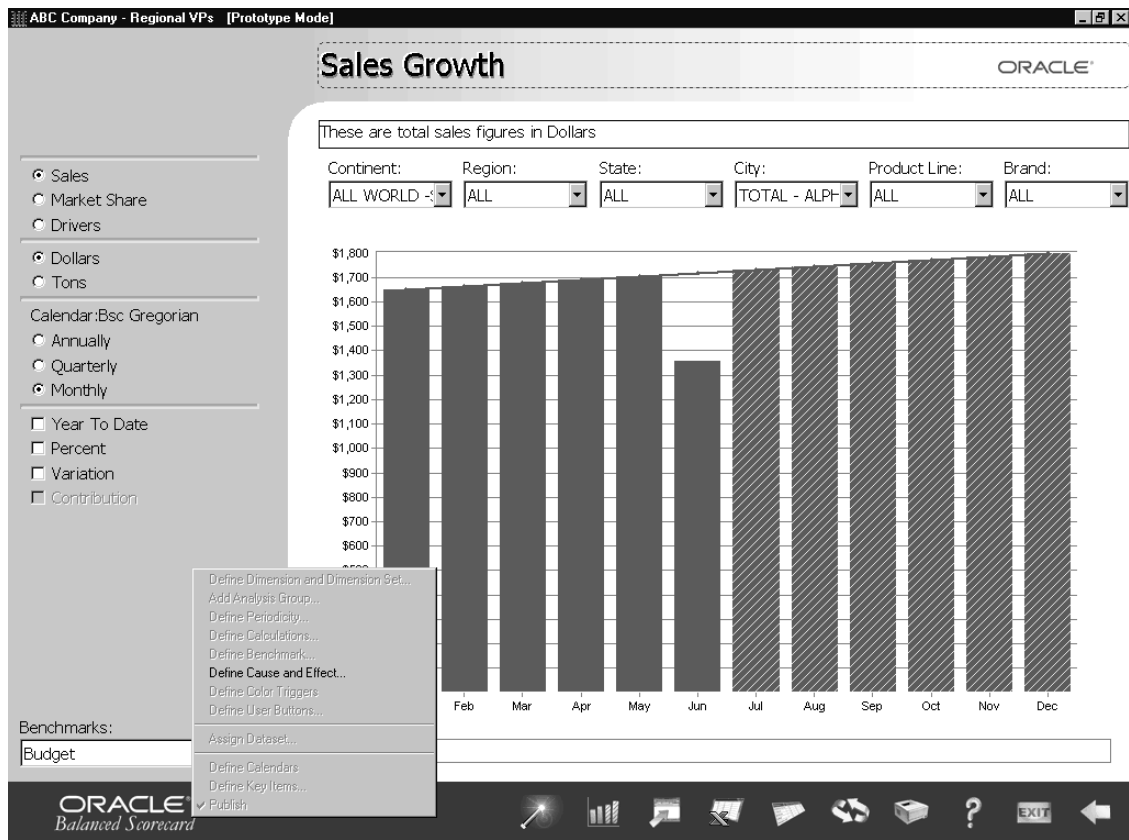 ABC Company - Regional VPs [Prototype Mode]
Sales Growth
ORACLE®
These are total sales figures in Dollars
Continent: Region: State: City: Product Line: Brand:
ALL WORLD - ALL ALL TOTAL - ALPH ALL ALL
Sales
Market Share
Drivers
Dollars
Tons
Calendar:Bsc Gregorian
Annually
Quarterly
Monthly
Year To Date
Percent
Variation
Contribution
$1,800
$1,700
$1,600
$1,500
$1,400
$1,300
$1,200
$1,100
$1,000
$900
$800
$700
$600
Feb Mar Apr May Jun Jul Aug Sep Oct Nov Dec
Define Dimension and Dimension Set...
Add Analysis Group...
Define Periodicity...
Define Calculations...
Define Benchmark...
Define Cause and Effect...
Define Color Triggers
Define User Buttons...
Assign Dataset...
Define Calendars
Define Key Items...
Publish
Benchmarks:
Budget
ORACLE®
Balanced Scorecard
?
EXIT